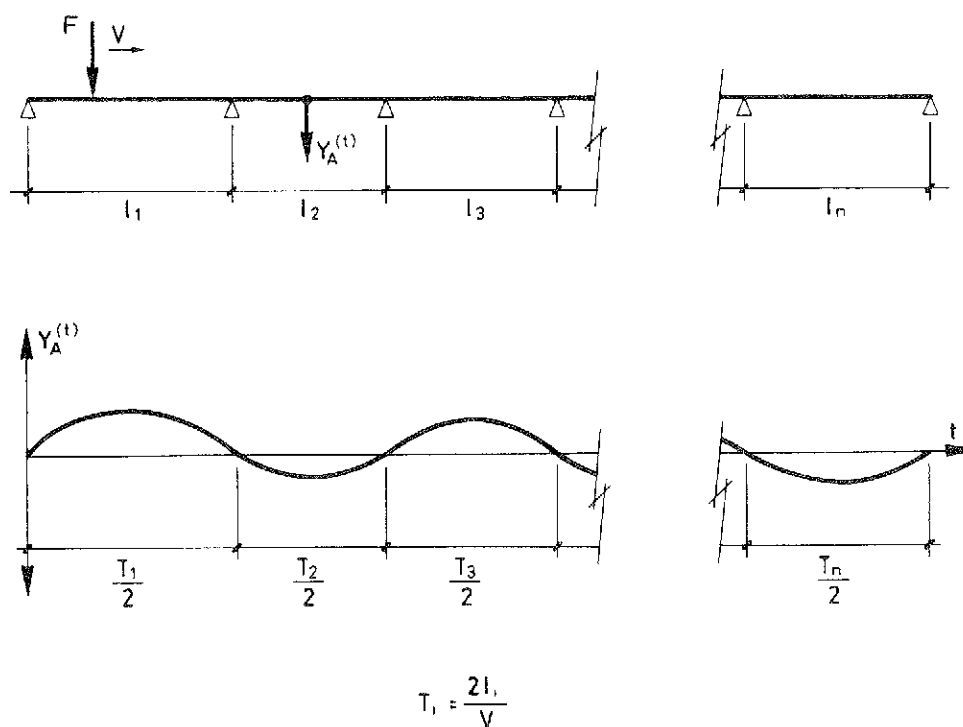 F
V
Y_A^(t)
l_1 l_2 l_3 l_n
Y_A^(t)
t
T_1/2 T_2/2 T_3/2 T_n/2
T_i = 2l_i/V